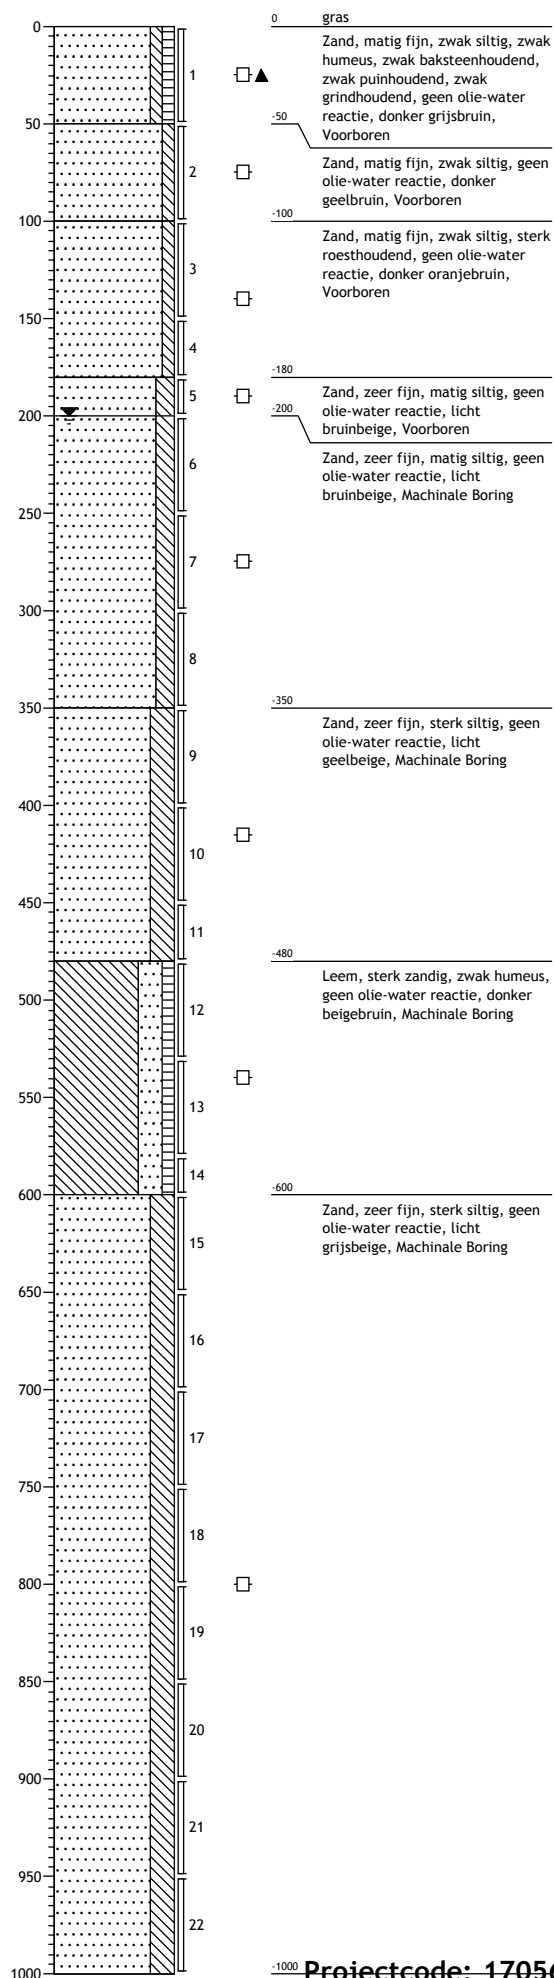 0
50
100
150
200
250
300
350
400
450
500
550
600
650
700
750
800
850
900
950
1000
1
2
3
4
5
6
7
8
9
10
11
12
13
14
15
16
17
18
19
20
21
22
0 gras
Zand, matig fijn, zwak siltig, zwak
humeus, zwak baksteenhoudend,
zwak puinhoudend, zwak
grindhoudend, geen olie-water
reactie, donker grijsbruin,
Voorboren
-50
Zand, matig fijn, zwak siltig, geen
olie-water reactie, donker
geelbruin, Voorboren
-100
Zand, matig fijn, zwak siltig, sterk
roesthoudend, geen olie-water
reactie, donker oranjebruin,
Voorboren
-180
Zand, zeer fijn, matig siltig, geen
olie-water reactie, licht
bruinbeige, Voorboren
-200
Zand, zeer fijn, matig siltig, geen
olie-water reactie, licht
bruinbeige, Machinale Boring
-350
Zand, zeer fijn, sterk siltig, geen
olie-water reactie, licht
geelbeige, Machinale Boring
-480
Leem, sterk zandig, zwak humeus,
geen olie-water reactie, donker
beigebruin, Machinale Boring
-600
Zand, zeer fijn, sterk siltig, geen
olie-water reactie, licht
grijsbeige, Machinale Boring
-1000
Projectcode: